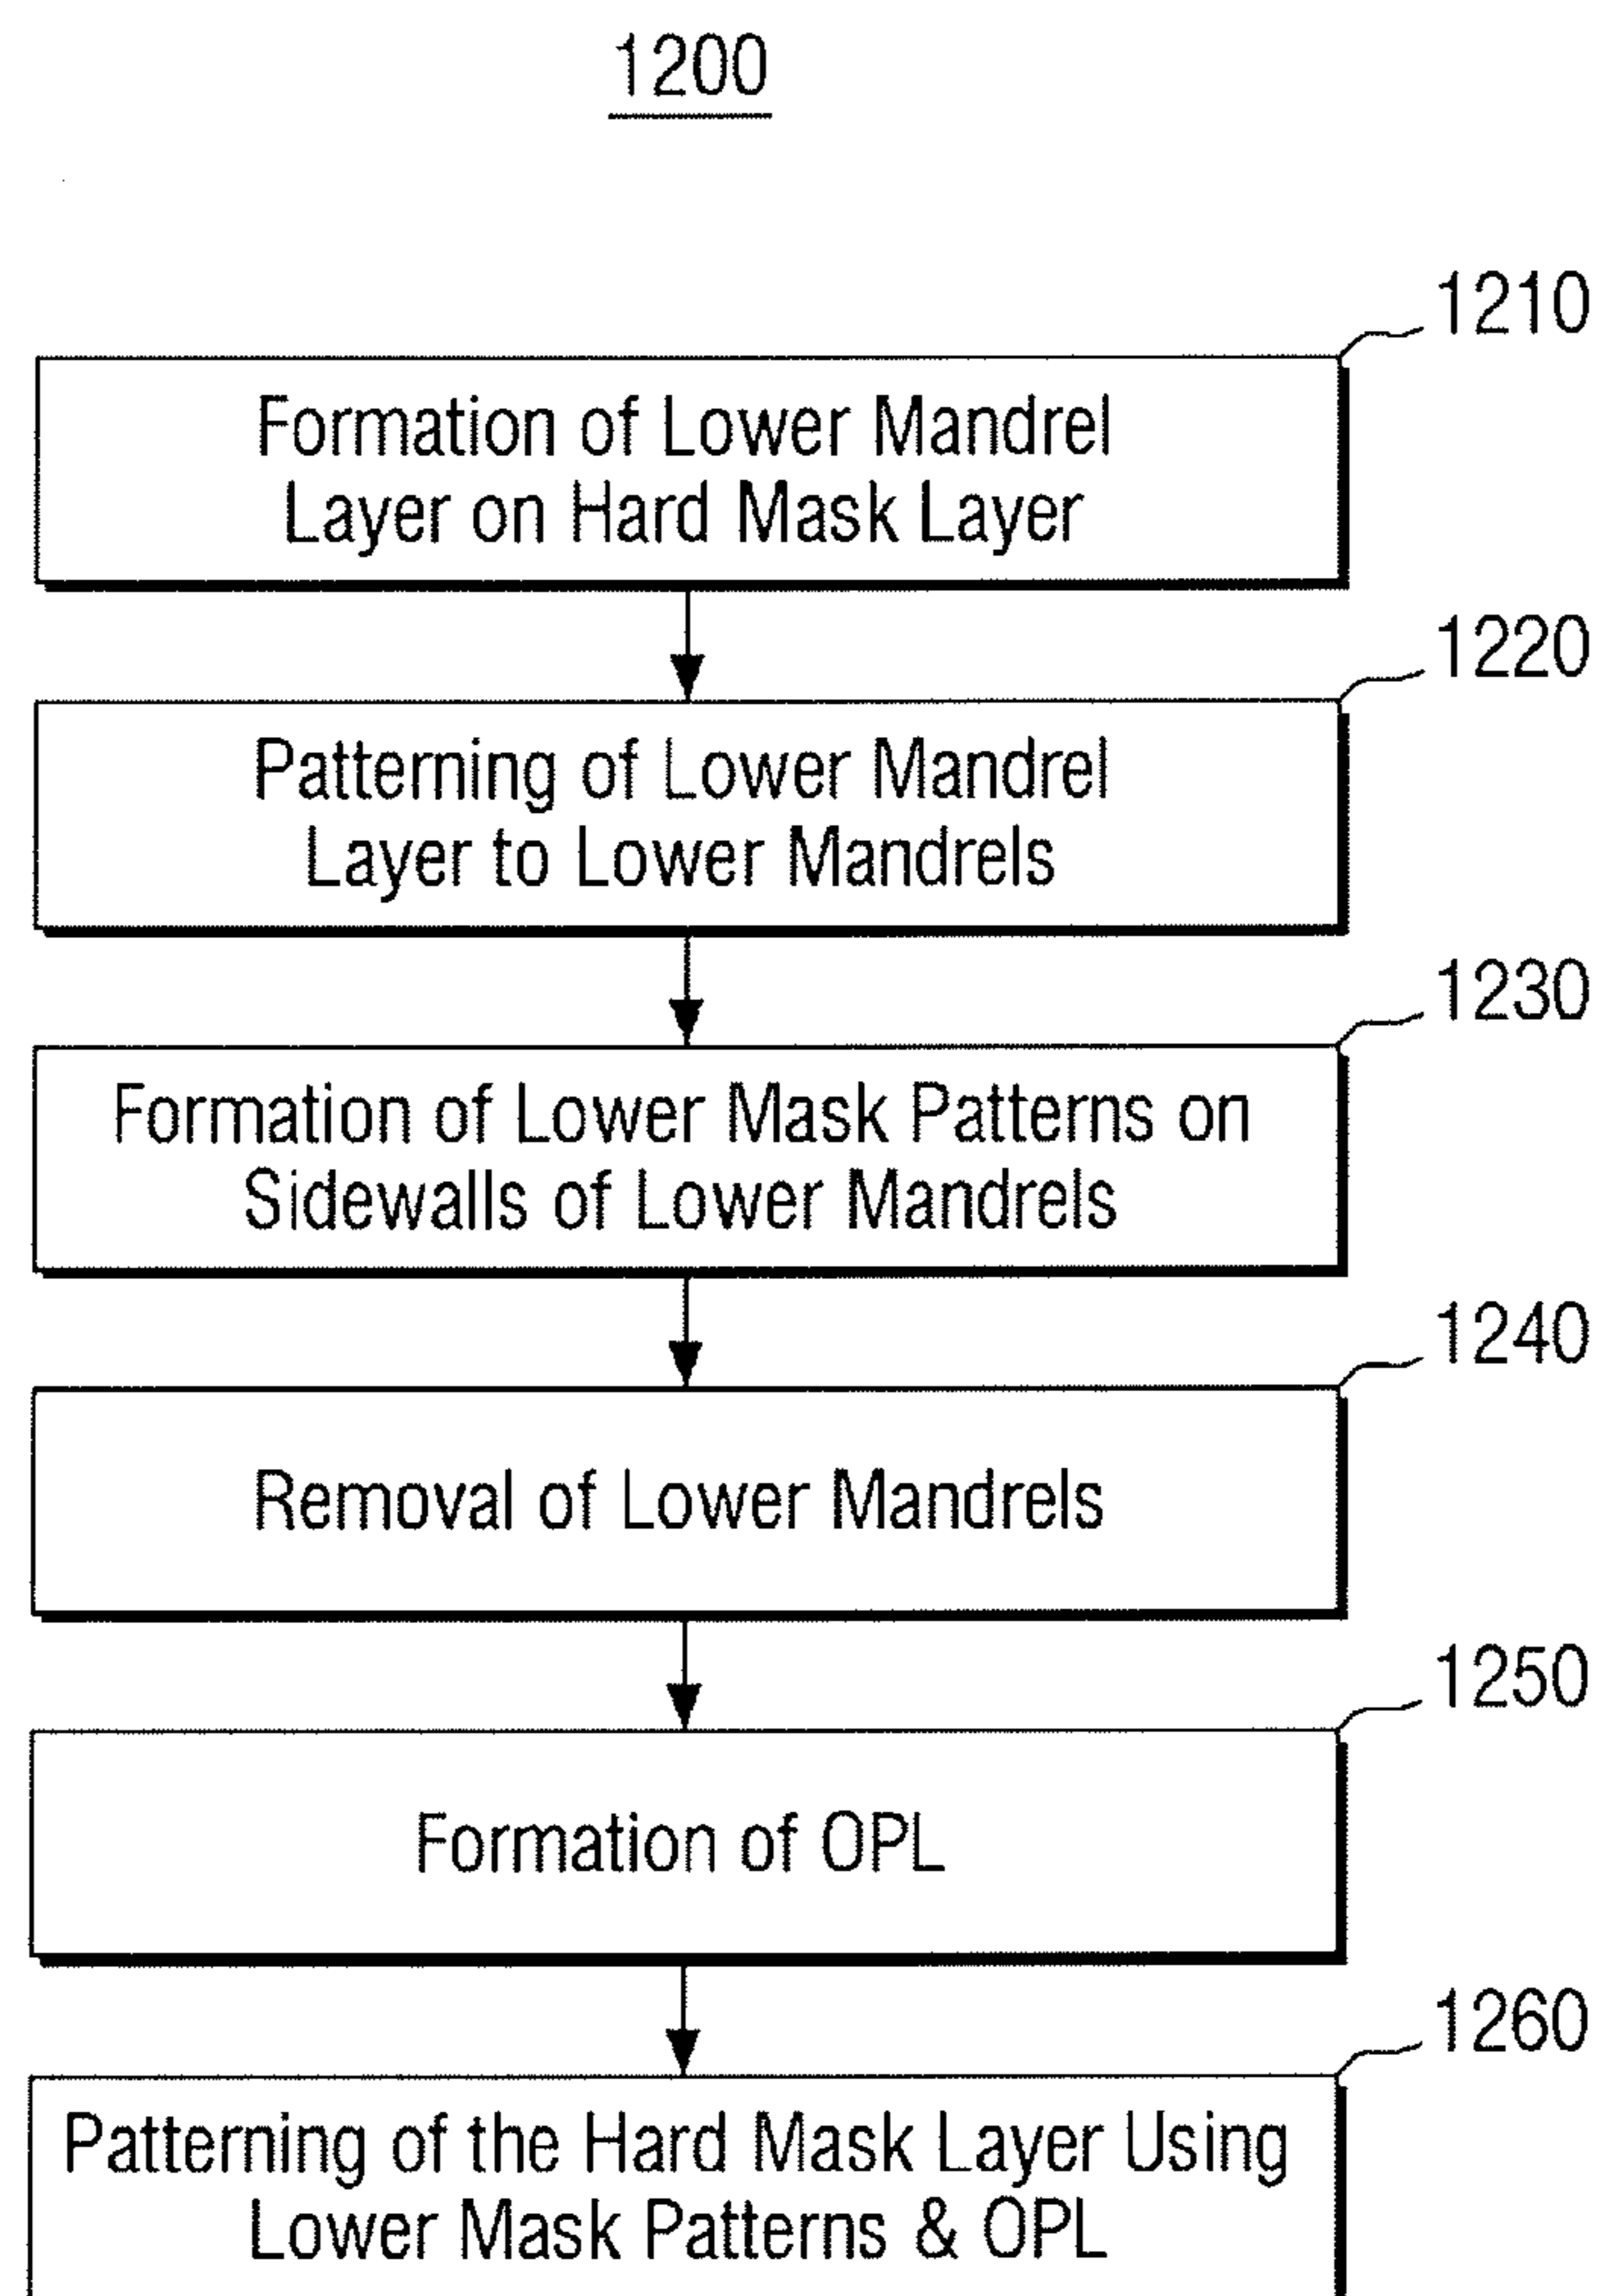 1200
1210
Formation of Lower Mandrel
Layer on Hard Mask Layer
1220
Patterning of Lower Mandrel
Layer to Lower Mandrels
1230
Formation of Lower Mask Patterns on
Sidewalls of Lower Mandrels
1240
Removal of Lower Mandrels
1250
Formation of OPL
1260
Patterning of the Hard Mask Layer Using
Lower Mask Patterns & OPL